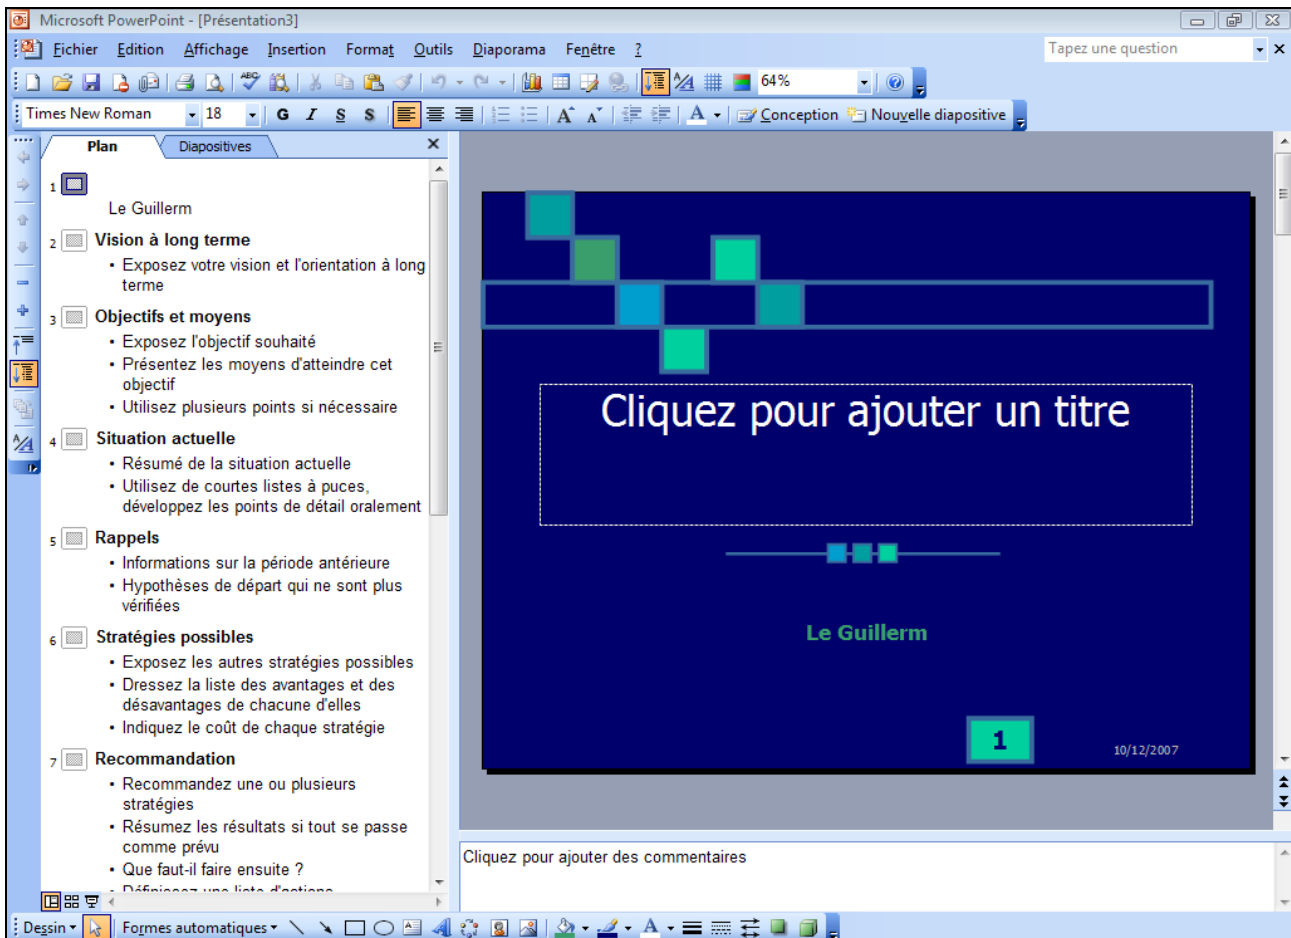 Microsoft PowerPoint - [Présentation3]
Fichier Edition Affichage Insertion Format Outils Diaporama Fenêtre ? Tapez une question
ABC 64%
Times New Roman 18 G I S S A A A Conception Nouvelle diapositive
Plan Diapositives
1
Le Guillerm
2 Vision à long terme
• Exposez votre vision et l'orientation à long
terme
3 Objectifs et moyens
• Exposez l'objectif souhaité
• Présentez les moyens d'atteindre cet
objectif
• Utilisez plusieurs points si nécessaire
4 Situation actuelle
• Résumé de la situation actuelle
• Utilisez de courtes listes à puces,
développez les points de détail oralement
5 Rappels
• Informations sur la période antérieure
• Hypothèses de départ qui ne sont plus
vérifiées
6 Stratégies possibles
• Exposez les autres stratégies possibles
• Dressez la liste des avantages et des
désavantages de chacune d'elles
• Indiquez le coût de chaque stratégie
7 Recommandation
• Recommandez une ou plusieurs
stratégies
• Résumez les résultats si tout se passe
comme prévu
• Que faut-il faire ensuite ?
• Définissez une liste d'actions
Cliquez pour ajouter un titre
Le Guillerm
1
10/12/2007
Cliquez pour ajouter des commentaires
Dessin Formes automatiques A